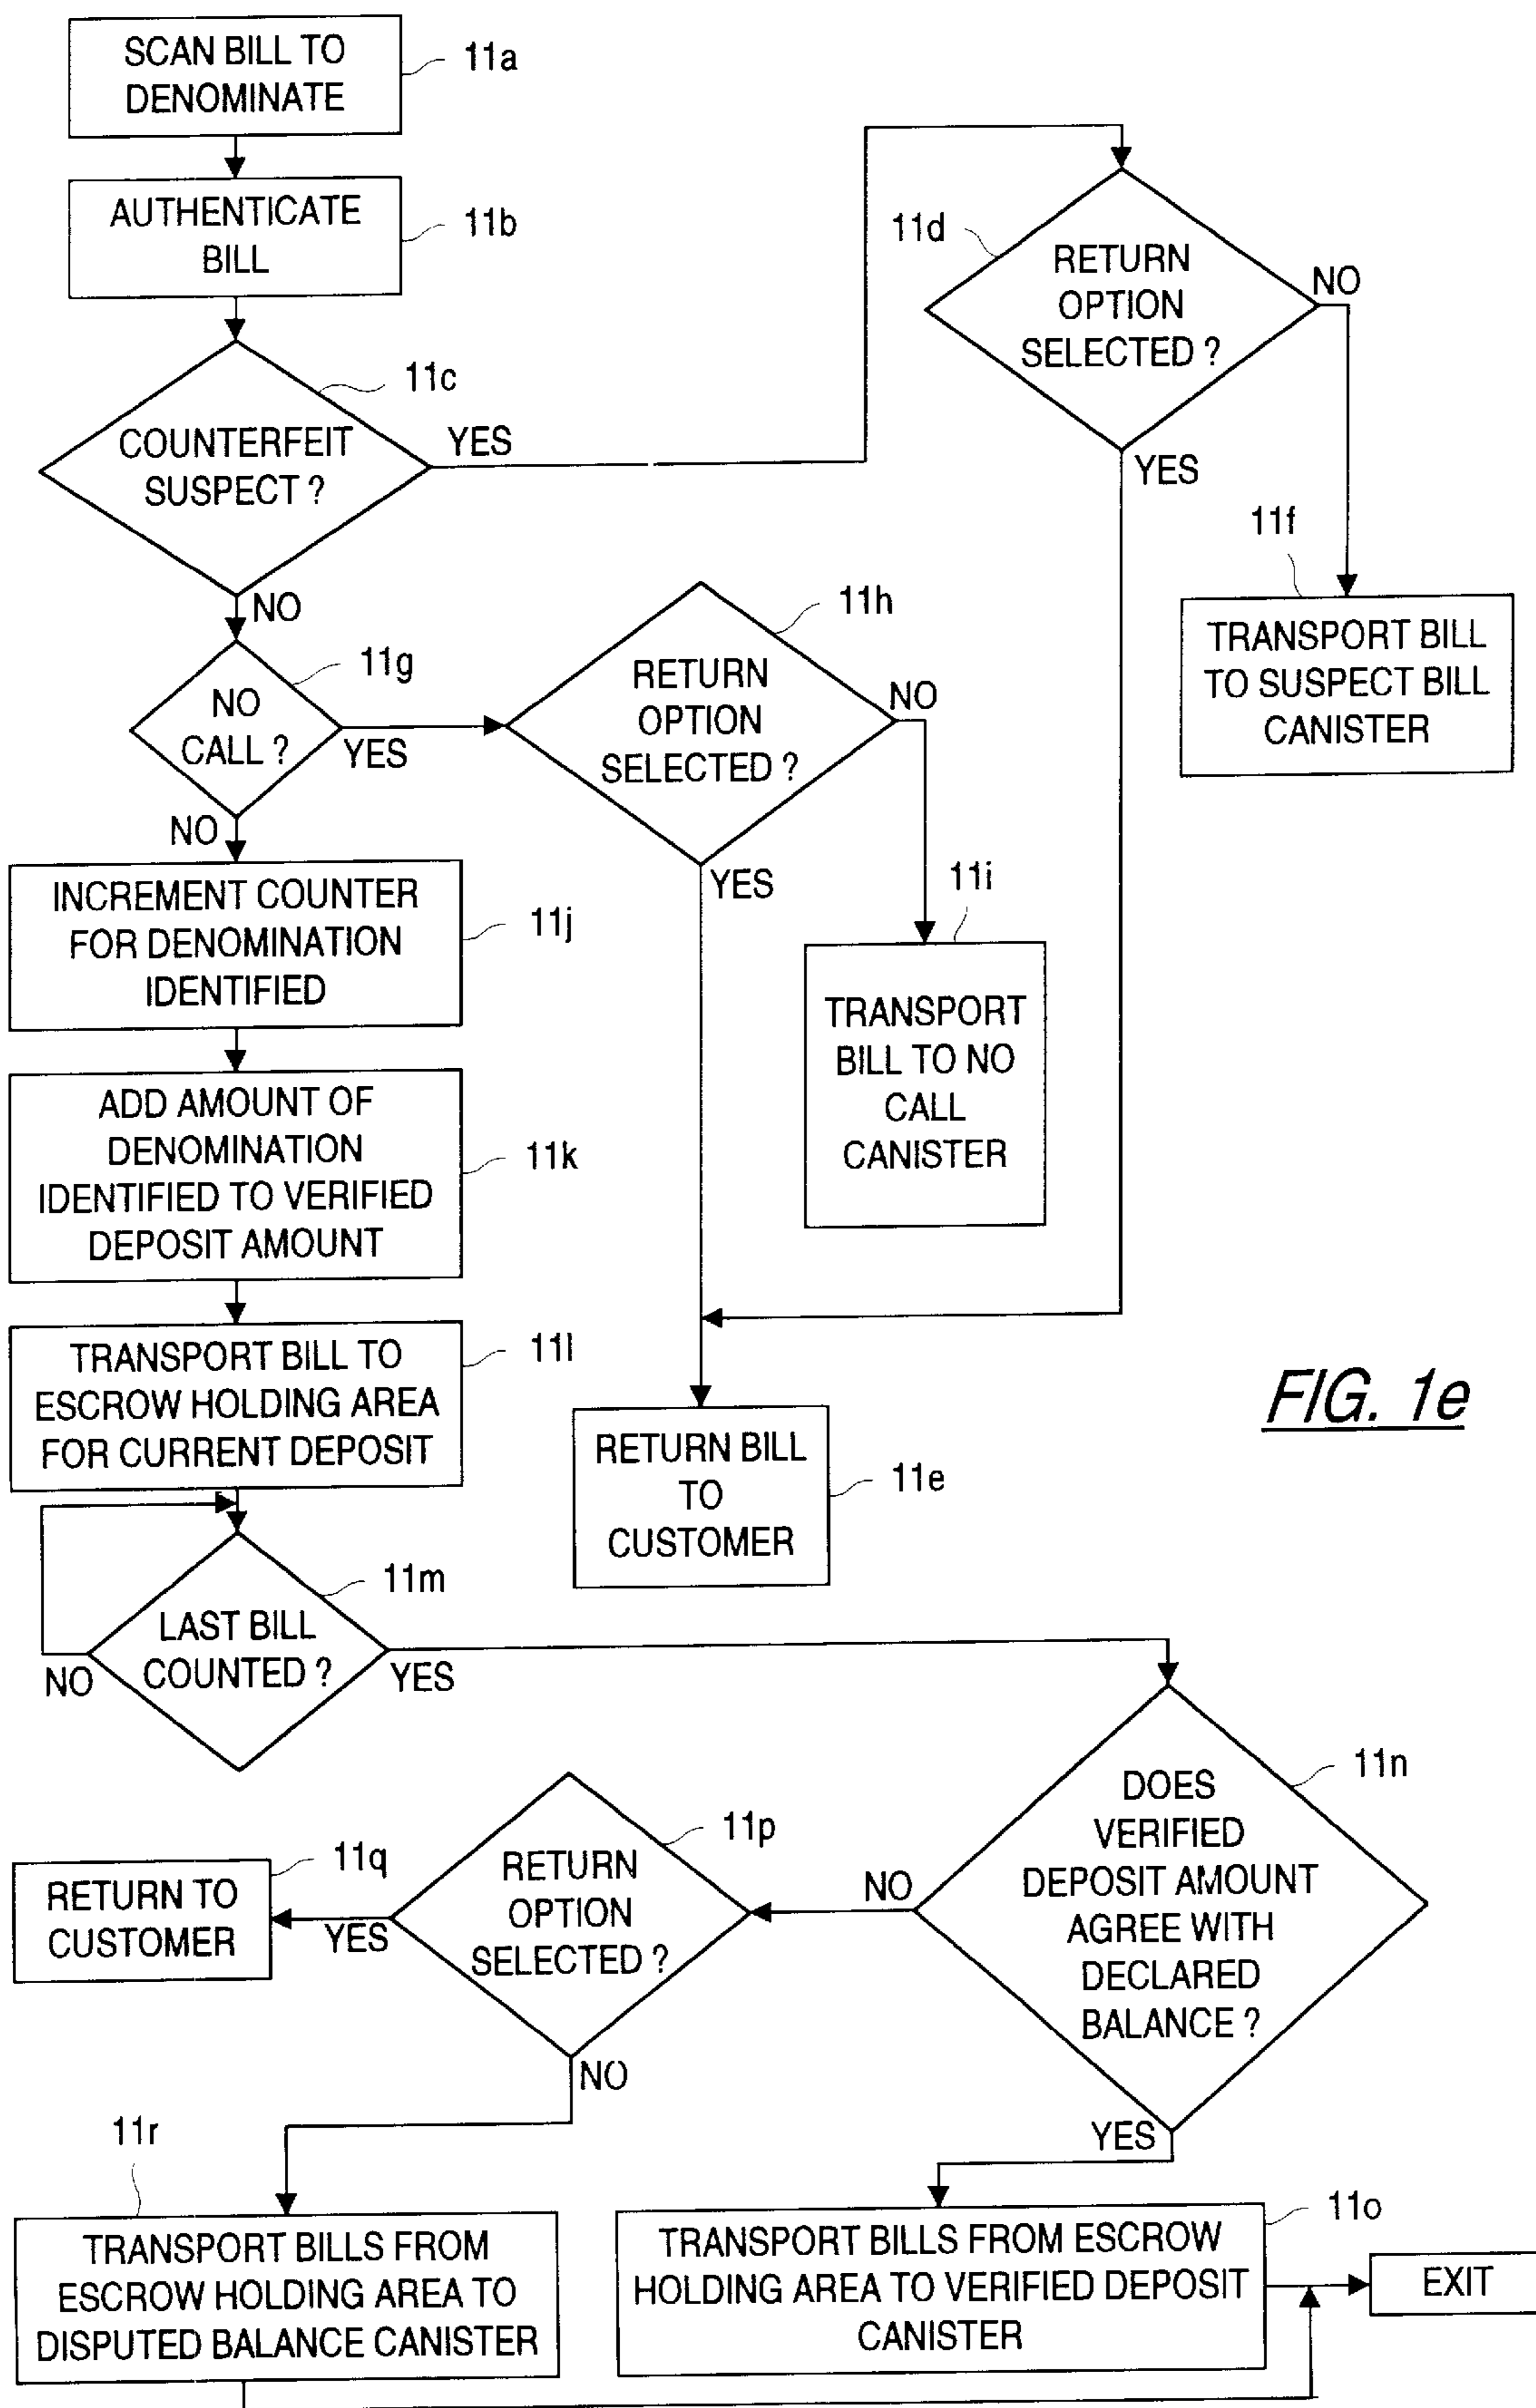 SCAN BILL TO
DENOMINATE
11a
AUTHENTICATE
BILL
11b
COUNTERFEIT
SUSPECT ?
11c
YES
NO
RETURN
OPTION
SELECTED ?
11d
NO
YES
11f
TRANSPORT BILL
TO SUSPECT BILL
CANISTER
NO
CALL ?
11g
YES
NO
RETURN
OPTION
SELECTED ?
11h
NO
YES
11i
TRANSPORT
BILL TO NO
CALL
CANISTER
INCREMENT COUNTER
FOR DENOMINATION
IDENTIFIED
11j
ADD AMOUNT OF
DENOMINATION
IDENTIFIED TO VERIFIED
DEPOSIT AMOUNT
11k
TRANSPORT BILL TO
ESCROW HOLDING AREA
FOR CURRENT DEPOSIT
11l
RETURN BILL
TO
CUSTOMER
11e
FIG. 1e
LAST BILL
COUNTED ?
11m
NO
YES
DOES
VERIFIED
DEPOSIT AMOUNT
AGREE WITH
DECLARED
BALANCE ?
11n
NO
YES
RETURN
OPTION
SELECTED ?
11p
YES
NO
11q
RETURN TO
CUSTOMER
11r
TRANSPORT BILLS FROM
ESCROW HOLDING AREA TO
DISPUTED BALANCE CANISTER
TRANSPORT BILLS FROM ESCROW
HOLDING AREA TO VERIFIED DEPOSIT
CANISTER
11o
EXIT